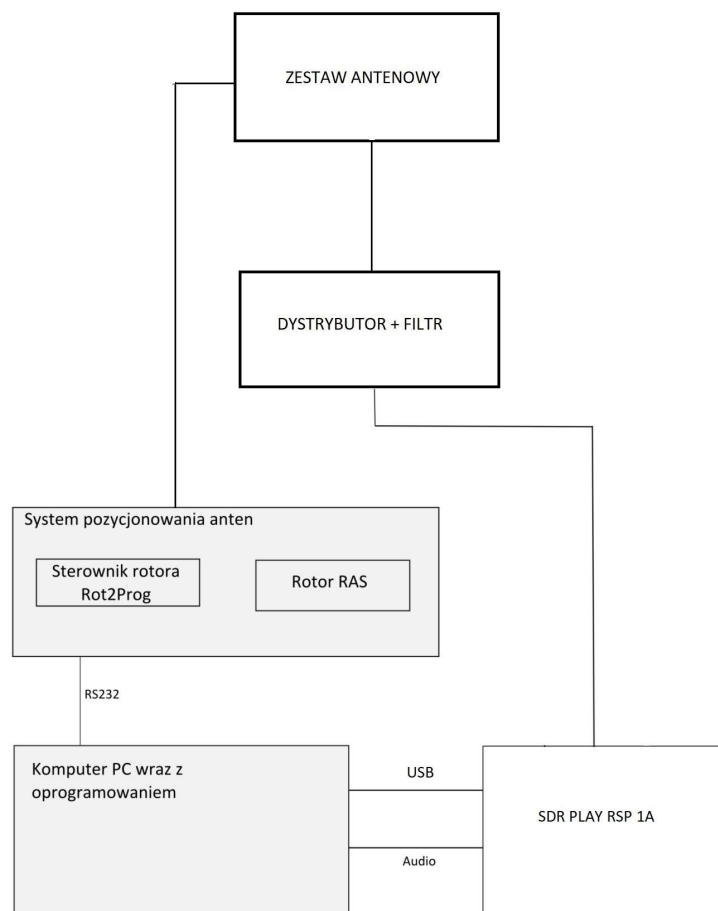 ZESTAW ANTENOWY
DYSTRYBUTOR + FILTR
System pozycjonowania anten
Sterownik rotora
Rot2Prog
Rotor RAS
RS232
Komputer PC wraz z
oprogramowaniem
USB
Audio
SDR PLAY RSP 1A